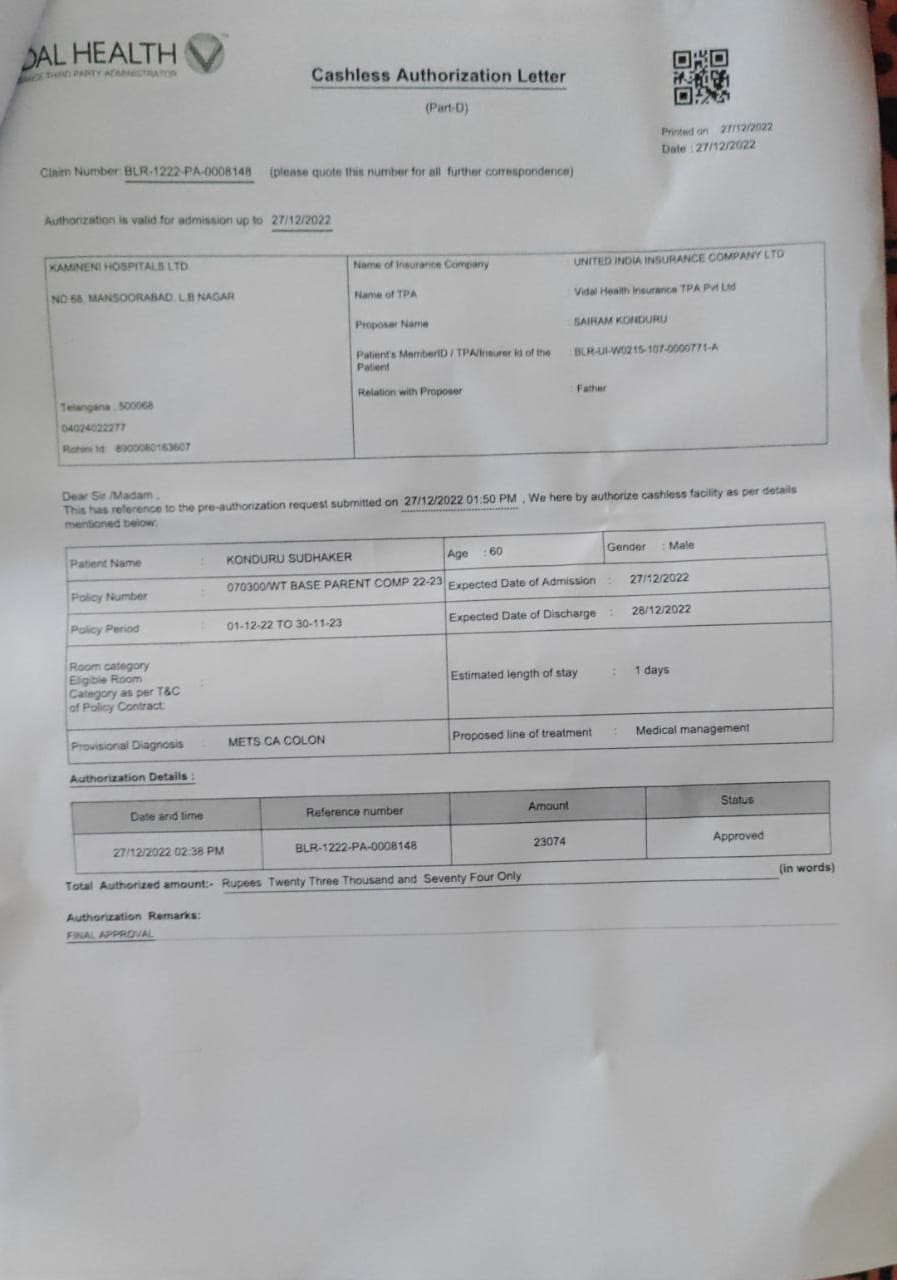 DAL HEALTH
THIRD PARTY ADMINISTRATOR
Cashless Authorization Letter
(Part-D)
Printed on 27/12/2022
Date : 27/12/2022
Claim Number: BLR-1222-PA-0008148 (please quote this number for all further correspondence)
Authorization is valid for admission up to 27/12/2022
KAMINENI HOSPITALS LTD.
NO 68, MANSOORABAD, L.B NAGAR
Telangana , 500068
04024022277
Rohini Id: 8900080163607
Name of Insurance Company : UNITED INDIA INSURANCE COMPANY LTD
Name of TPA : Vidal Health Insurance TPA Pvt Ltd
Proposer Name : SAIRAM KONDURU
Patient's MemberID / TPA/Insurer Id of the : BLR-UI-W0215-107-0000771-A
Patient
Relation with Proposer : Father
Dear Sir /Madam ,
This has reference to the pre-authorization request submitted on 27/12/2022 01:50 PM , We here by authorize cashless facility as per details
mentioned below:
Patient Name : KONDURU SUDHAKER Age : 60 Gender : Male
Policy Number : 070300/WT BASE PARENT COMP 22-23 Expected Date of Admission : 27/12/2022
Policy Period : 01-12-22 TO 30-11-23 Expected Date of Discharge : 28/12/2022
Room category
Eligible Room
Category as per T&C :
of Policy Contract:
Estimated length of stay : 1 days
Provisional Diagnosis : METS CA COLON Proposed line of treatment : Medical management
Authorization Details :
Date and time Reference number Amount Status
27/12/2022 02:38 PM BLR-1222-PA-0008148 23074 Approved
Total Authorized amount:- Rupees Twenty Three Thousand and Seventy Four Only (in words)
Authorization Remarks:
FINAL APPROVAL